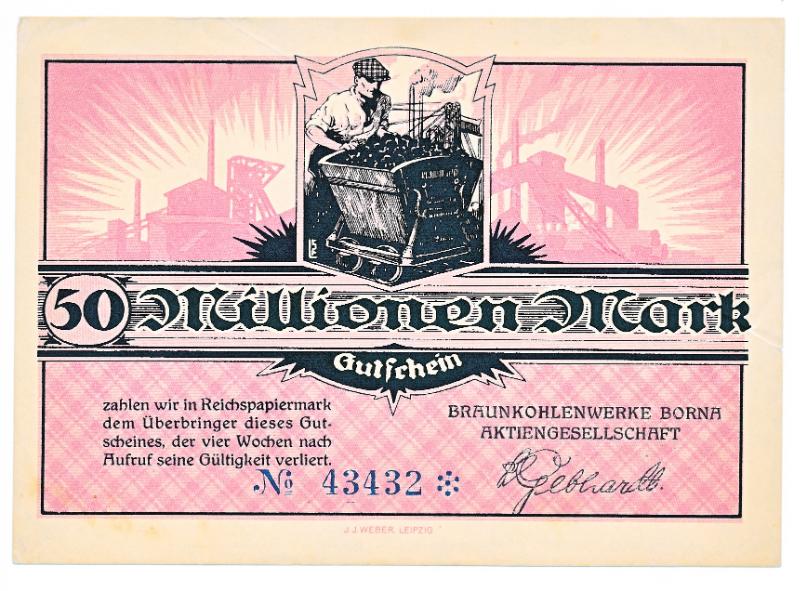 50 Millionen Mark
Gutschein
zahlen wir in Reichspapiermark
dem Überbringer dieses Gut-
scheines, der vier Wochen nach
Aufruf seine Gültigkeit verliert.
No 43432
BRAUNKOHLENWERKE BORNA
AKTIENGESELLSCHAFT
Gebhardt.
J.J. WEBER, LEIPZIG